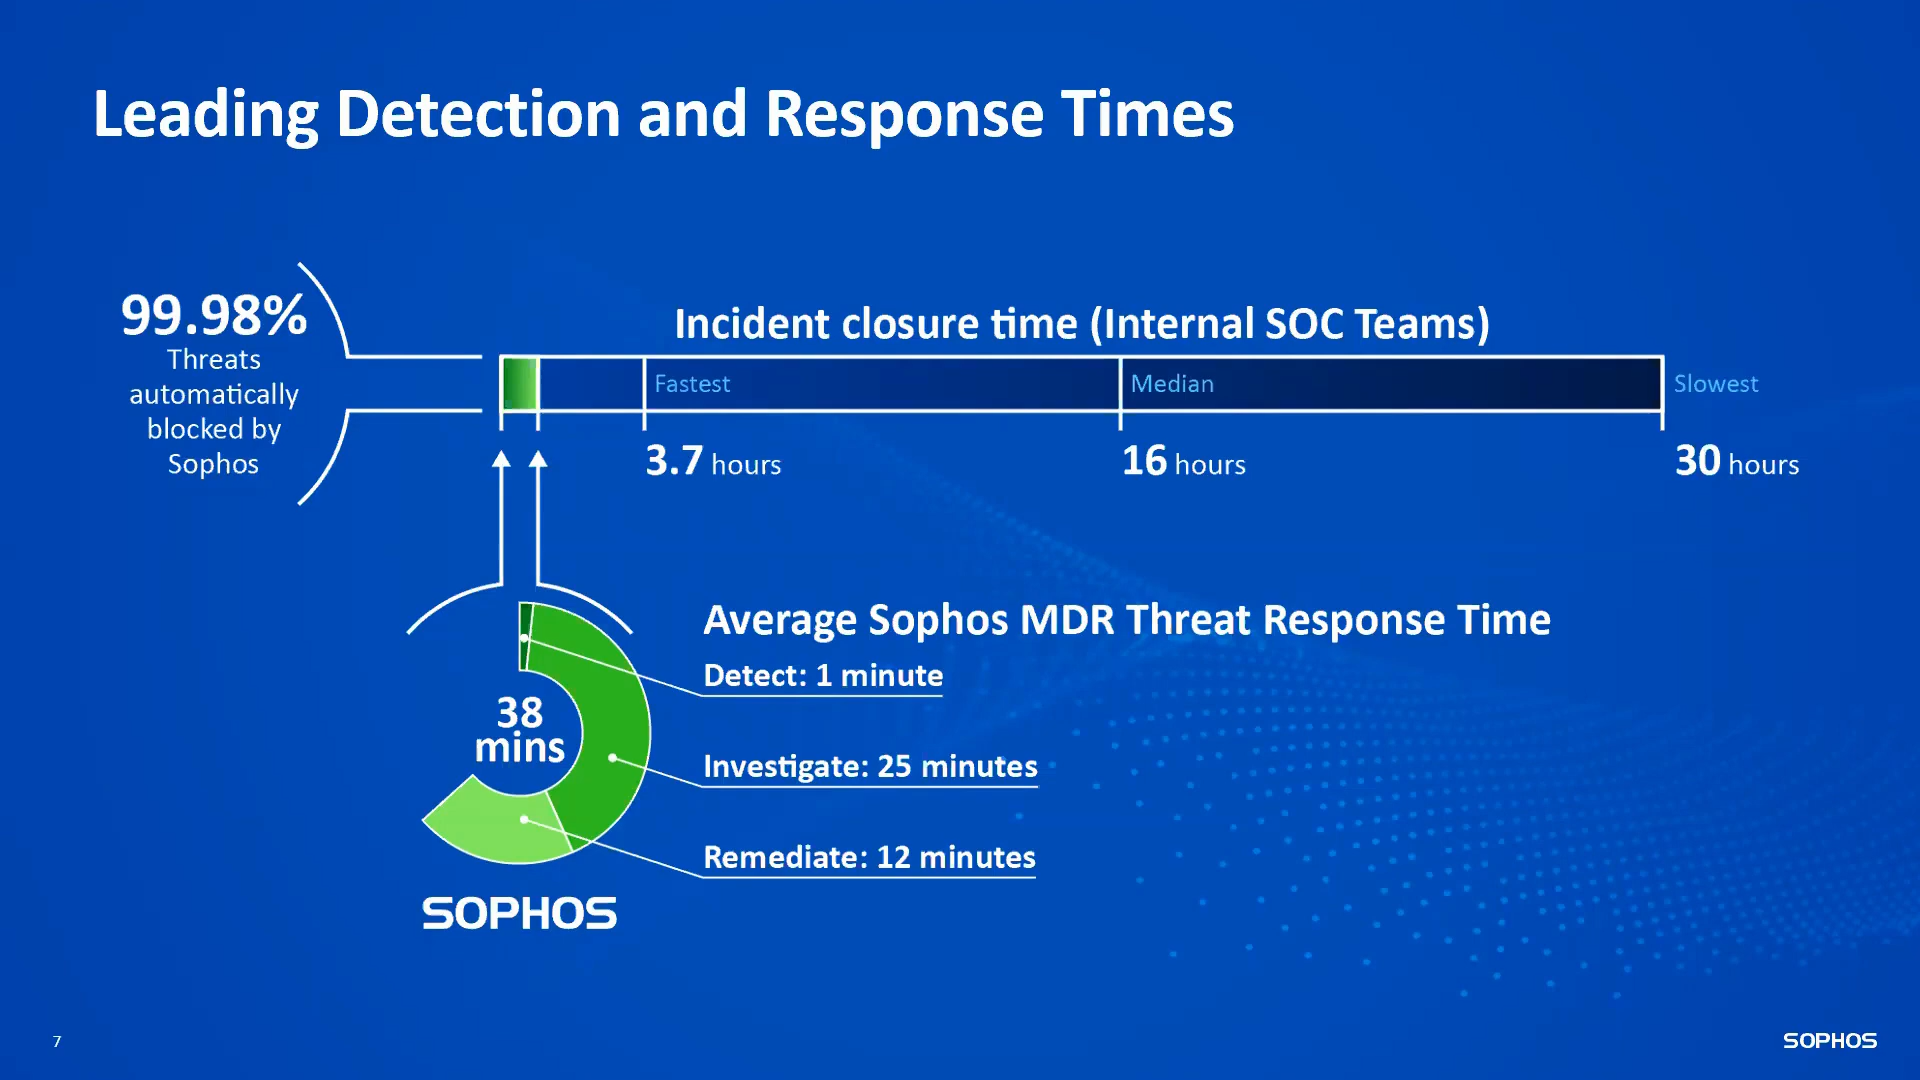 Leading Detection and Response Times
99.98%
Threats
automatically
blocked by
Sophos
Incident closure time (Internal SOC Teams)
Fastest
Median
Slowest
3.7 hours
16 hours
30 hours
Average Sophos MDR Threat Response Time
Detect: 1 minute
38
mins
Investigate: 25 minutes
Remediate: 12 minutes
SOPHOS
7
SOPHOS